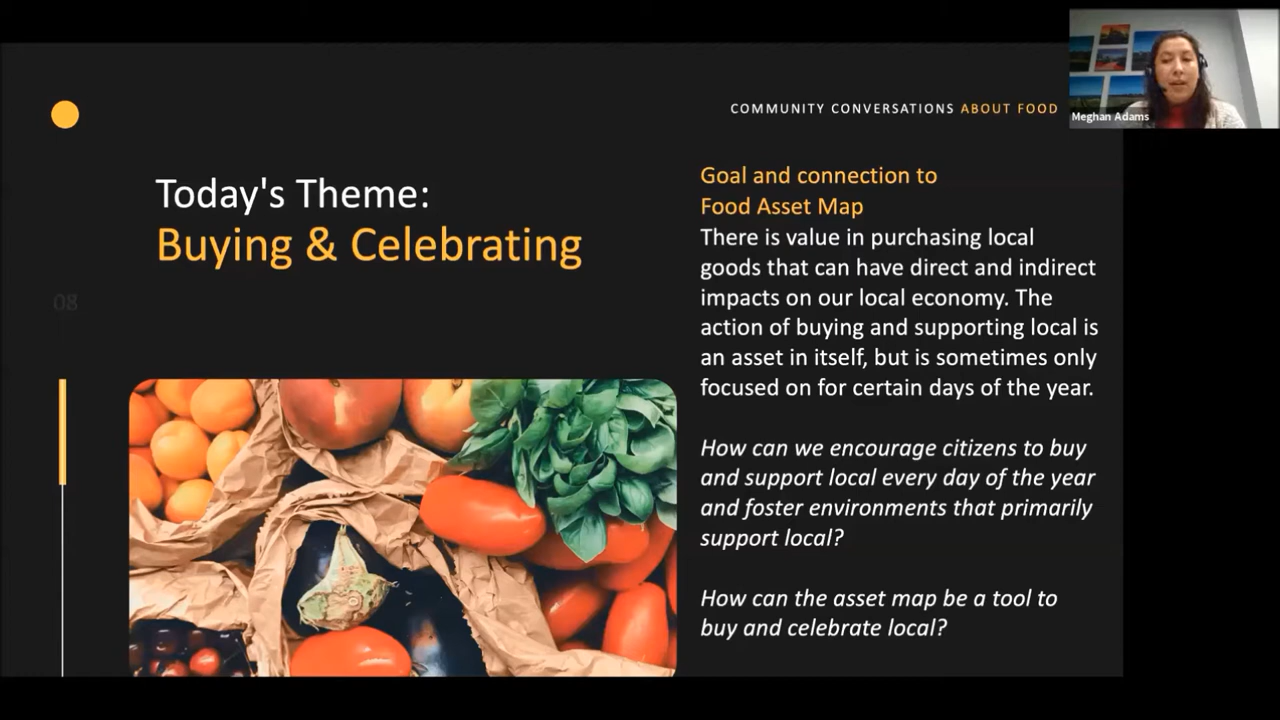 COMMUNITY CONVERSATIONS ABOUT FOOD
Meghan Adams
Today's Theme:
Buying & Celebrating
08
Goal and connection to
Food Asset Map
There is value in purchasing local
goods that can have direct and indirect
impacts on our local economy. The
action of buying and supporting local is
an asset in itself, but is sometimes only
focused on for certain days of the year.
How can we encourage citizens to buy
and support local every day of the year
and foster environments that primarily
support local?
How can the asset map be a tool to
buy and celebrate local?